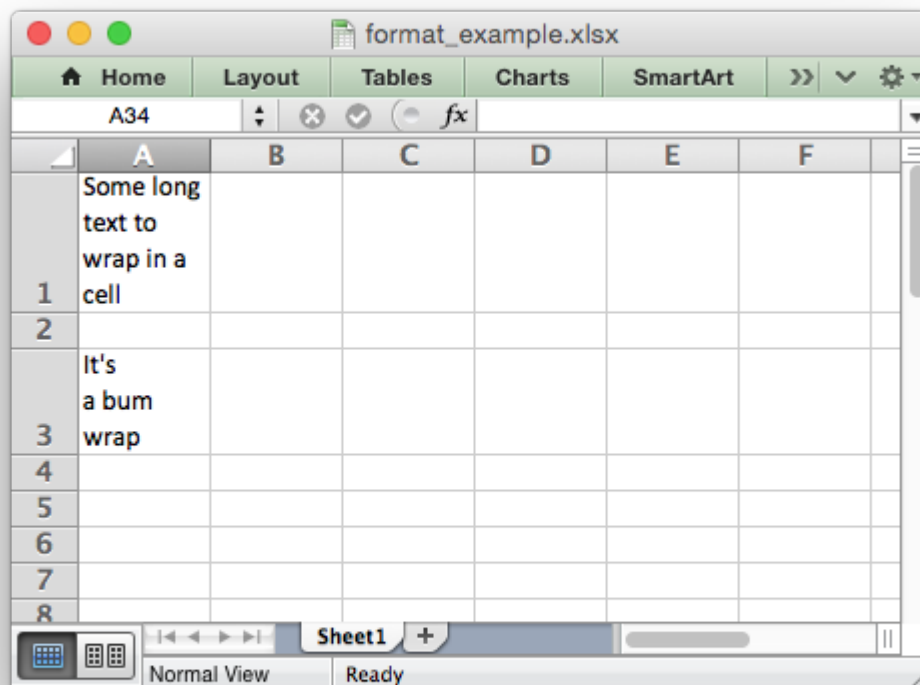 format_example.xlsx
Home Layout Tables Charts SmartArt
A34 fx
A B C D E F
Some long
text to
wrap in a
1 cell
2
It's
a bum
3 wrap
4
5
6
7
8
Sheet1 +
Normal View Ready